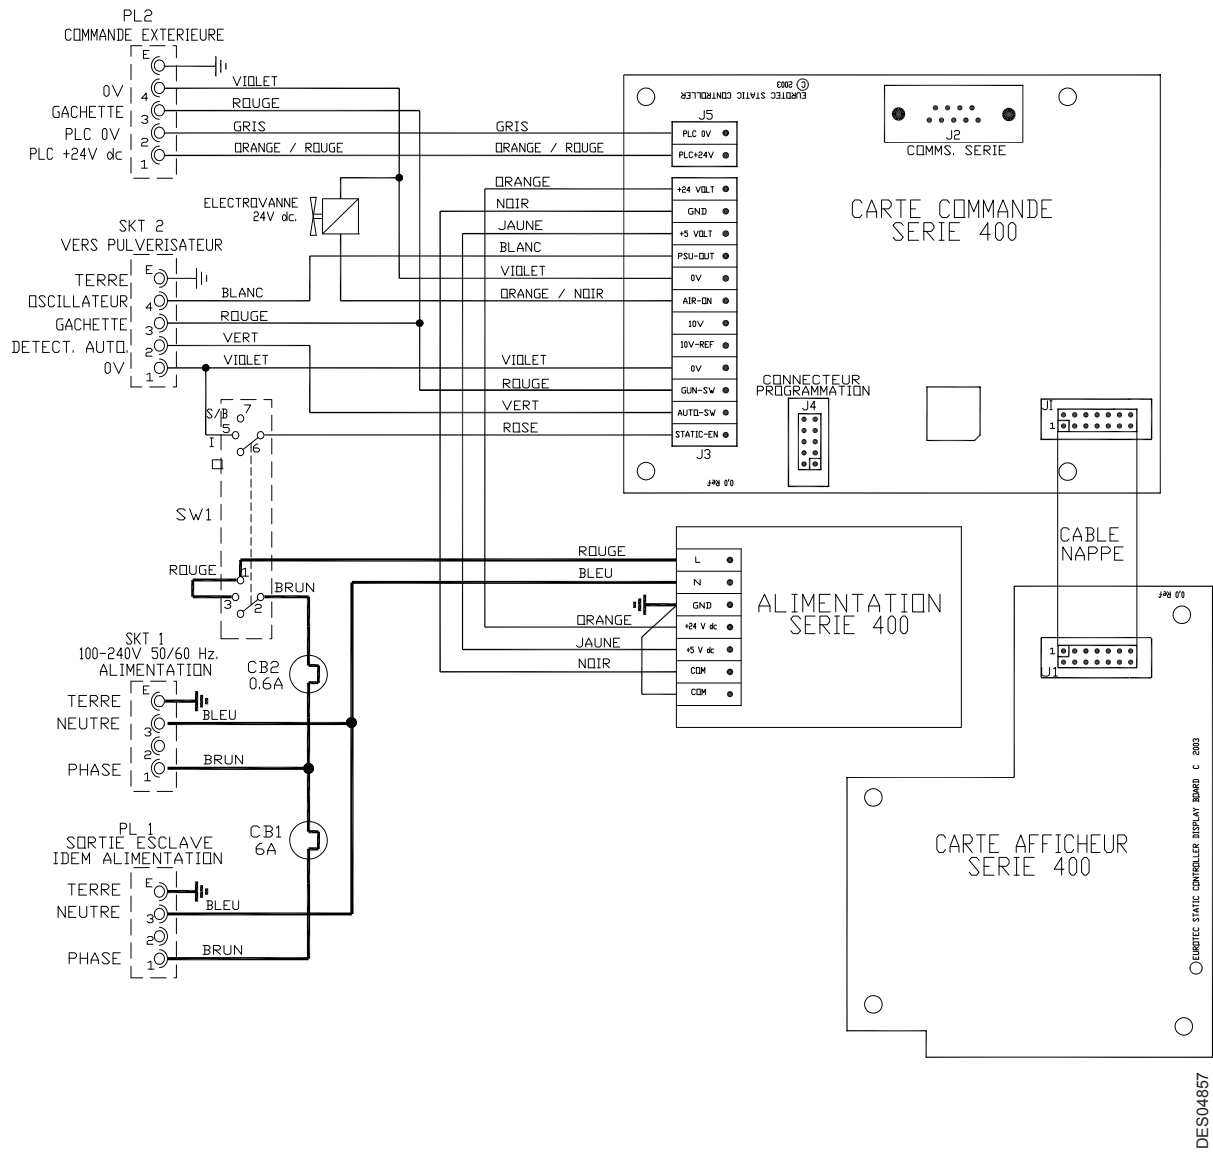 PL2
COMMANDE EXTERIEURE
E
0V
4
VIOLET
GACHETTE
3
ROUGE
PLC 0V
2
GRIS
GRIS
PLC +24V dc
1
ORANGE / ROUGE
ORANGE / ROUGE
ELECTROVANNE
24V dc.
SKT 2
VERS PULVERISATEUR
TERRE
E
OSCILLATEUR
4
BLANC
GACHETTE
3
ROUGE
DETECT. AUTO.
2
VERT
0V
1
VIOLET
ORANGE
NOIR
JAUNE
BLANC
VIOLET
ORANGE / NOIR
VIOLET
ROUGE
VERT
ROSE
EUROTEC STATIC CONTROLLER
C 2003
J5
PLC 0V
PLC+24V
+24 VOLT
GND
+5 VOLT
PSU-OUT
0V
AIR-ON
10V
10V-REF
0V
GUN-SW
AUTO-SW
STATIC-EN
J3
0,0 Ref
J2
COMMS. SERIE
CARTE COMMANDE
SERIE 400
CONNECTEUR
PROGRAMMATION
J4
J1
1
CABLE
NAPPE
S/B
7
5
I
6
O
SW1
ROUGE
1
3
2
BRUN
ROUGE
BLEU
ORANGE
JAUNE
NOIR
L
N
GND
+24 V dc
+5 V dc
COM
COM
ALIMENTATION
SERIE 400
SKT 1
100-240V 50/60 Hz.
ALIMENTATION
TERRE
E
NEUTRE
3
BLEU
2
PHASE
1
BRUN
CB2
0.6A
CB1
6A
PL 1
SORTIE ESCLAVE
IDEM ALIMENTATION
TERRE
E
NEUTRE
3
BLEU
2
PHASE
1
BRUN
0,0 Ref
1
J1
CARTE AFFICHEUR
SERIE 400
EUROTEC STATIC CONTROLLER DISPLAY BOARD C 2003
DES04857